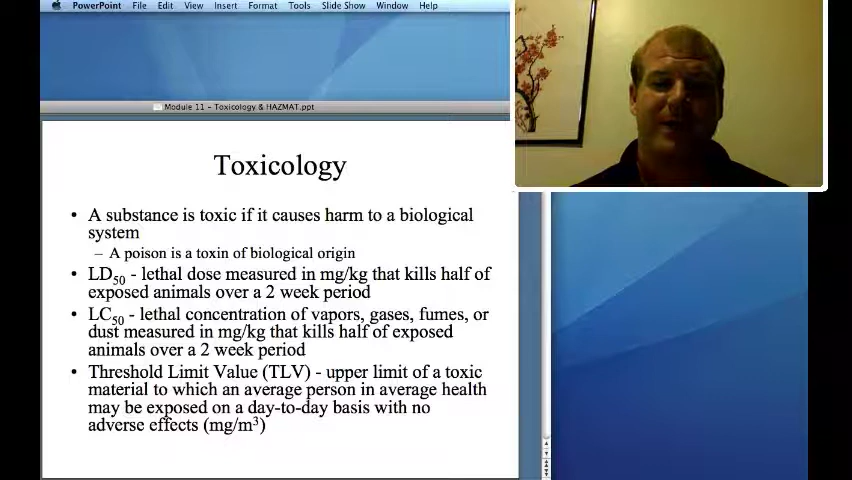 PowerPoint File Edit View Insert Format Tools Slide Show Window Help
Module 11 - Toxicology & HAZMAT.ppt
Toxicology
• A substance is toxic if it causes harm to a biological
system
– A poison is a toxin of biological origin
• LD50 - lethal dose measured in mg/kg that kills half of
exposed animals over a 2 week period
• LC50 - lethal concentration of vapors, gases, fumes, or
dust measured in mg/kg that kills half of exposed
animals over a 2 week period
• Threshold Limit Value (TLV) - upper limit of a toxic
material to which an average person in average health
may be exposed on a day-to-day basis with no
adverse effects (mg/m³)